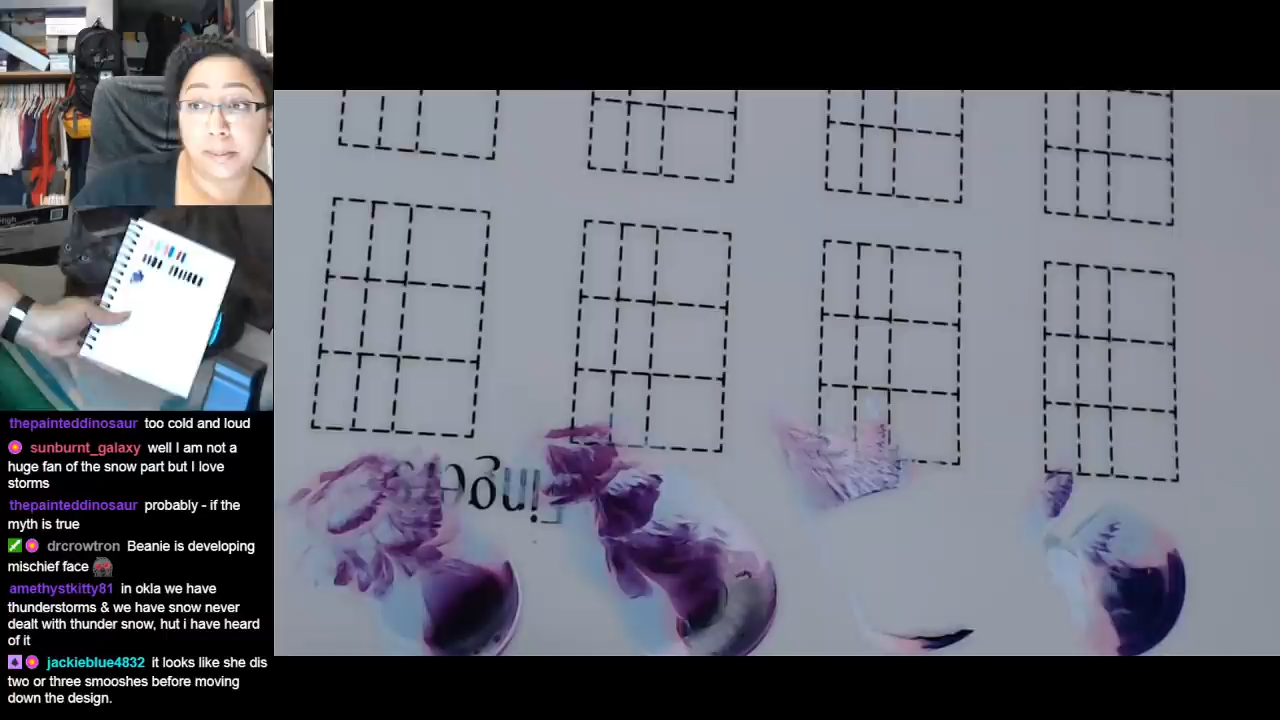 thepainteddinosaur too cold and loud
sunburnt_galaxy well I am not a
huge fan of the snow part but I love
storms
thepainteddinosaur probably - if the
myth is true
drcrowtron Beanie is developing
mischief face
amethystkitty81 in okla we have
thunderstorms & we have snow never
dealt with thunder snow, hut i have heard
of it
jackieblue4832 it looks like she dis
two or three smooshes before moving
down the design.